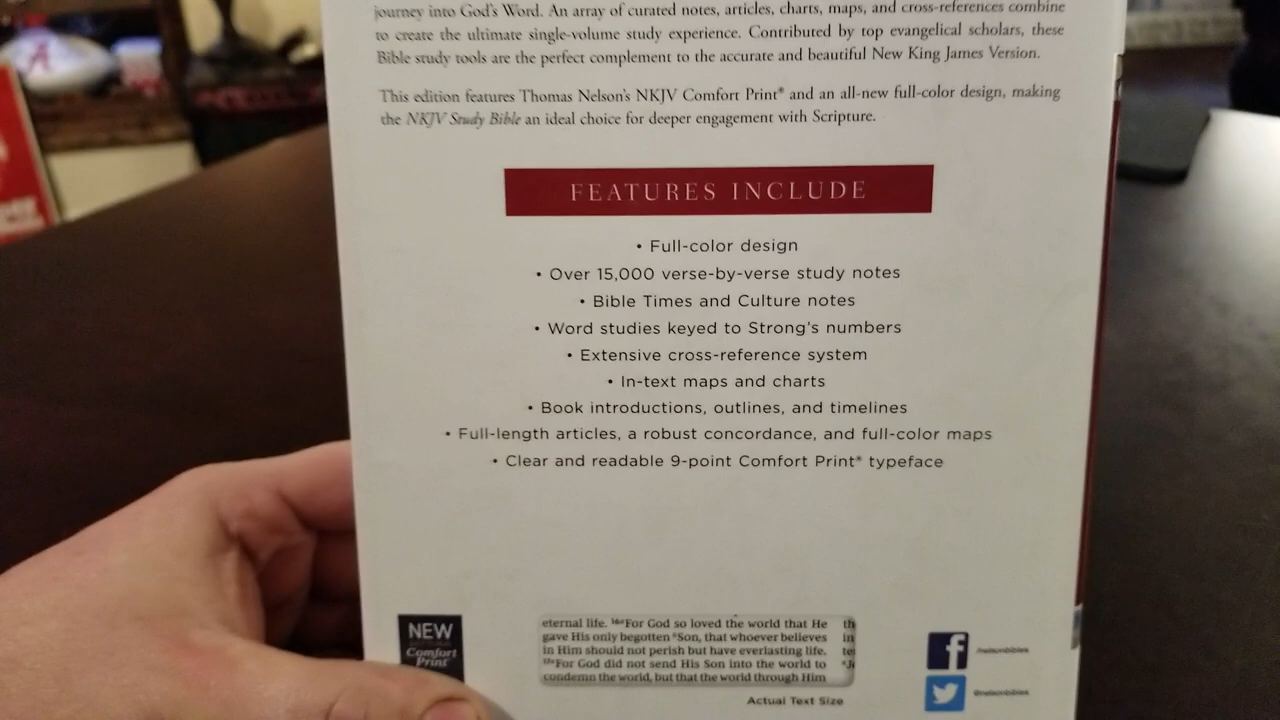 journey into God's Word. An array of curated notes, articles, charts, maps, and cross-references combine
to create the ultimate single-volume study experience. Contributed by top evangelical scholars, these
Bible study tools are the perfect complement to the accurate and beautiful New King James Version.
This edition features Thomas Nelson's NKJV Comfort Print® and an all-new full-color design, making
the NKJV Study Bible an ideal choice for deeper engagement with Scripture.
FEATURES INCLUDE
• Full-color design
• Over 15,000 verse-by-verse study notes
• Bible Times and Culture notes
• Word studies keyed to Strong's numbers
• Extensive cross-reference system
• In-text maps and charts
• Book introductions, outlines, and timelines
• Full-length articles, a robust concordance, and full-color maps
• Clear and readable 9-point Comfort Print® typeface
NEW
Comfort
Print
eternal life. For God so loved the world that He
gave His only begotten Son, that whoever believes
in Him should not perish but have everlasting life.
For God did not send His Son into the world to
condemn the world, but that the world through Him
Actual Text Size
/nelsonbibles
@nelsonbibles
A